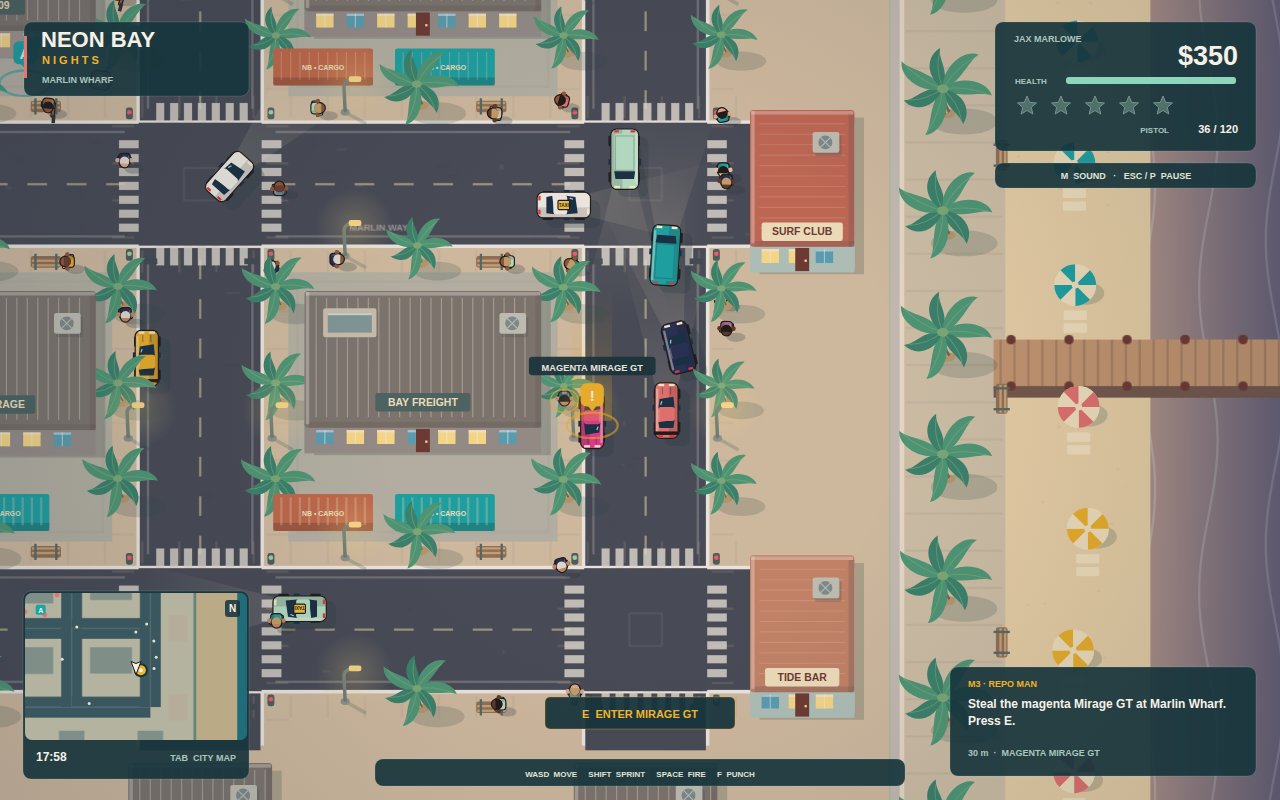 09
NEON BAY
NIGHTS
MARLIN WHARF
NB • CARGO
• CARGO
JAX MARLOWE
$350
HEALTH
PISTOL
36 / 120
M SOUND · ESC / P PAUSE
TAXI
MARLIN WAY
SURF CLUB
MAGENTA MIRAGE GT
!
RAGE
BAY FREIGHT
CARGO
NB • CARGO
• CARGO
TAXI
A
N
17:58
TAB CITY MAP
TIDE BAR
E ENTER MIRAGE GT
WASD MOVE SHIFT SPRINT SPACE FIRE F PUNCH
M3 · REPO MAN
Steal the magenta Mirage GT at Marlin Wharf.
Press E.
30 m · MAGENTA MIRAGE GT